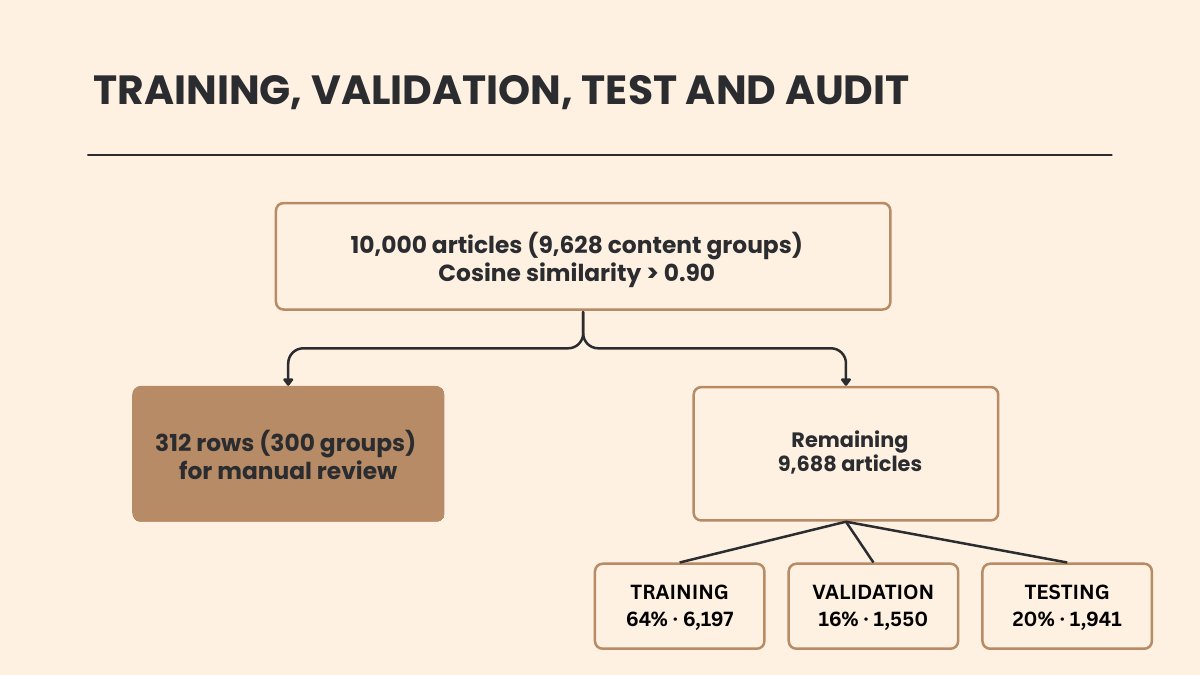 TRAINING, VALIDATION, TEST AND AUDIT
10,000 articles (9,628 content groups)
Cosine similarity > 0.90
312 rows (300 groups)
for manual review
Remaining
9,688 articles
TRAINING
64% · 6,197
VALIDATION
16% · 1,550
TESTING
20% · 1,941